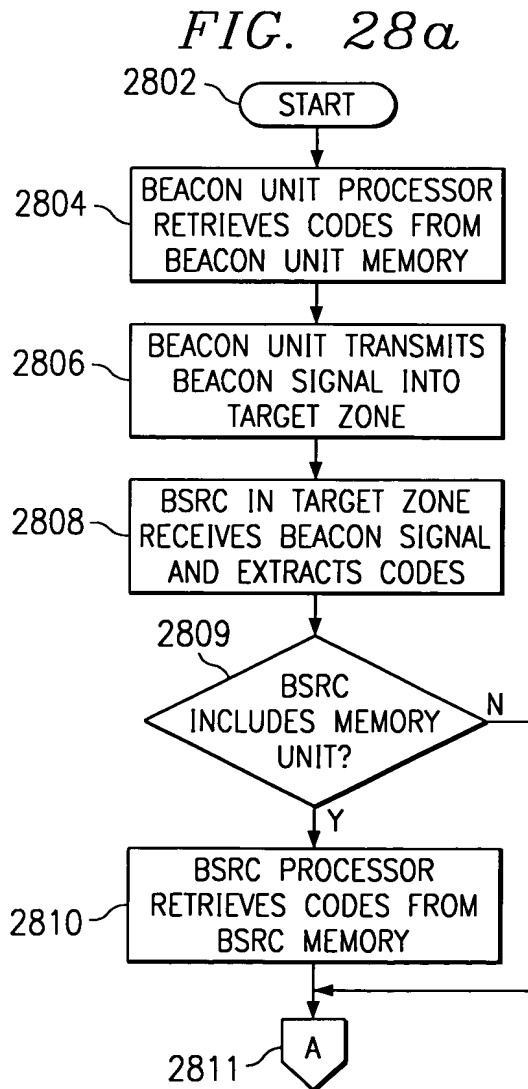 FIG. 28a
2802
START
2804
BEACON UNIT PROCESSOR
RETRIEVES CODES FROM
BEACON UNIT MEMORY
2806
BEACON UNIT TRANSMITS
BEACON SIGNAL INTO
TARGET ZONE
2808
BSRC IN TARGET ZONE
RECEIVES BEACON SIGNAL
AND EXTRACTS CODES
2809
BSRC
INCLUDES MEMORY
UNIT?
N
Y
2810
BSRC PROCESSOR
RETRIEVES CODES FROM
BSRC MEMORY
A
2811